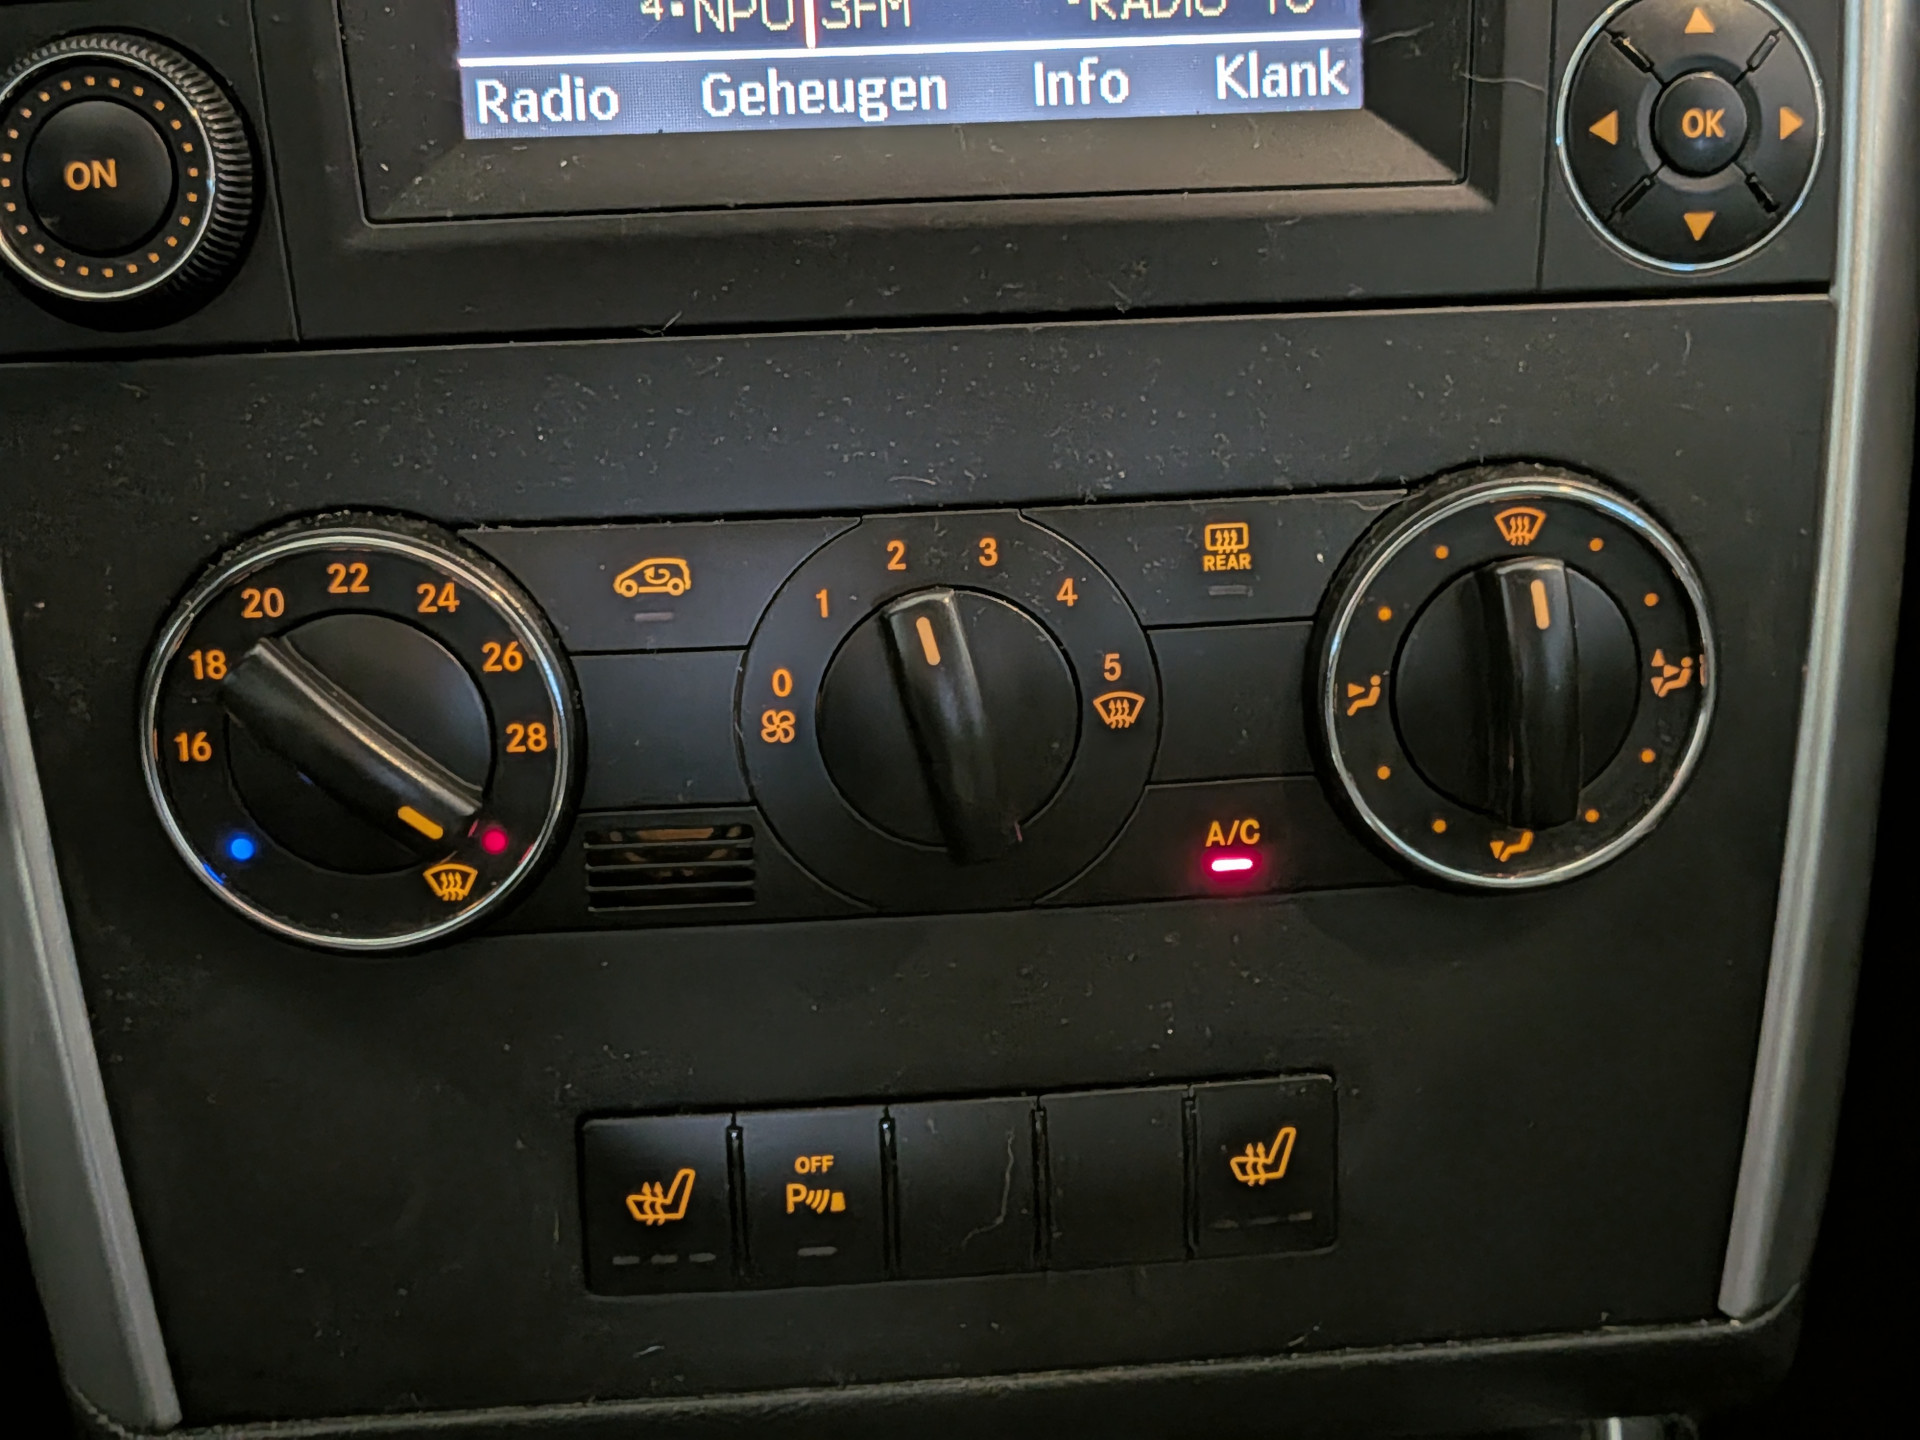 4 NPO 3FM RADIO 10
Radio Geheugen Info Klank
ON
OK
16 18 20 22 24 26 28
0 1 2 3 4 5
REAR
A/C
OFF
P